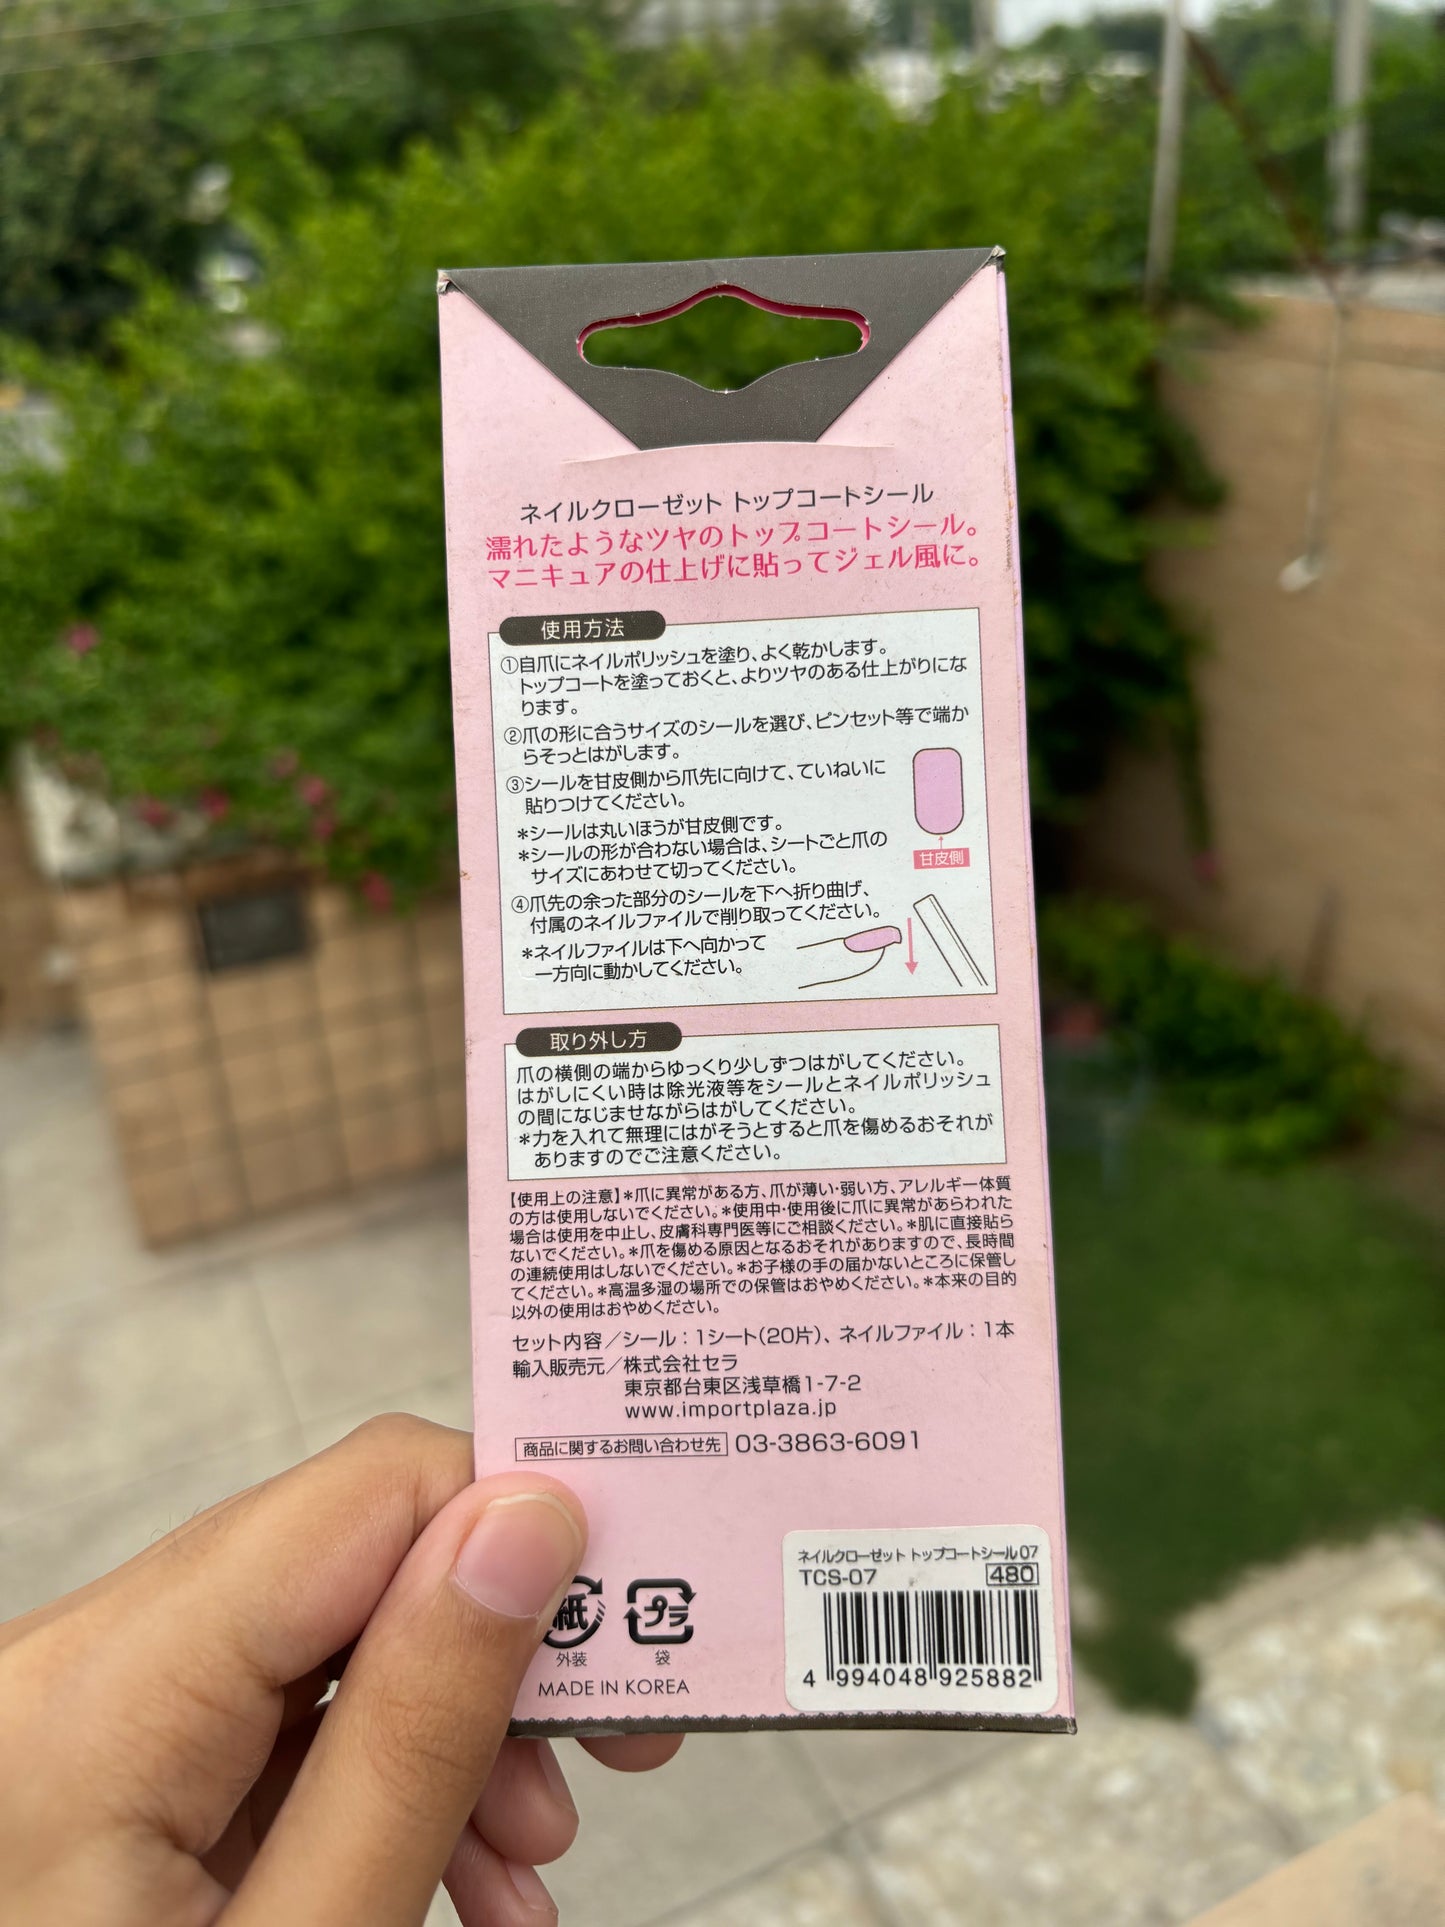 ネイルクローゼット トップコートシール
濡れたようなツヤのトップコートシール。
マニキュアの仕上げに貼ってジェル風に。
使用方法
①自爪にネイルポリッシュを塗り、よく乾かします。
トップコートを塗っておくと、よりツヤのある仕上がりにな
ります。
②爪の形に合うサイズのシールを選び、ピンセット等で端か
らそっとはがします。
③シールを甘皮側から爪先に向けて、ていねいに
貼りつけてください。
＊シールは丸いほうが甘皮側です。
＊シールの形が合わない場合は、シートごと爪の
サイズにあわせて切ってください。
甘皮側
④爪先の余った部分のシールを下へ折り曲げ、
付属のネイルファイルで削り取ってください。
＊ネイルファイルは下へ向かって
一方向に動かしてください。
取り外し方
爪の横側の端からゆっくり少しずつはがしてください。
はがしにくい時は除光液等をシールとネイルポリッシュ
の間になじませながらはがしてください。
＊力を入れて無理にはがそうとすると爪を傷めるおそれが
ありますのでご注意ください。
【使用上の注意】＊爪に異常がある方、爪が薄い・弱い方、アレルギー体質
の方は使用しないでください。＊使用中・使用後に爪に異常があらわれた
場合は使用を中止し、皮膚科専門医等にご相談ください。＊肌に直接貼ら
ないでください。＊爪を傷める原因となるおそれがありますので、長時間
の連続使用はしないでください。＊お子様の手の届かないところに保管し
てください。＊高温多湿の場所での保管はおやめください。＊本来の目的
以外の使用はおやめください。
セット内容／シール：1シート（20片）、ネイルファイル：1本
輸入販売元／株式会社セラ
東京都台東区浅草橋1-7-2
www.importplaza.jp
商品に関するお問い合わせ先 03-3863-6091
紙
外装
プラ
袋
MADE IN KOREA
ネイルクローゼット トップコートシール07
TCS-07 480
4 994048 925882